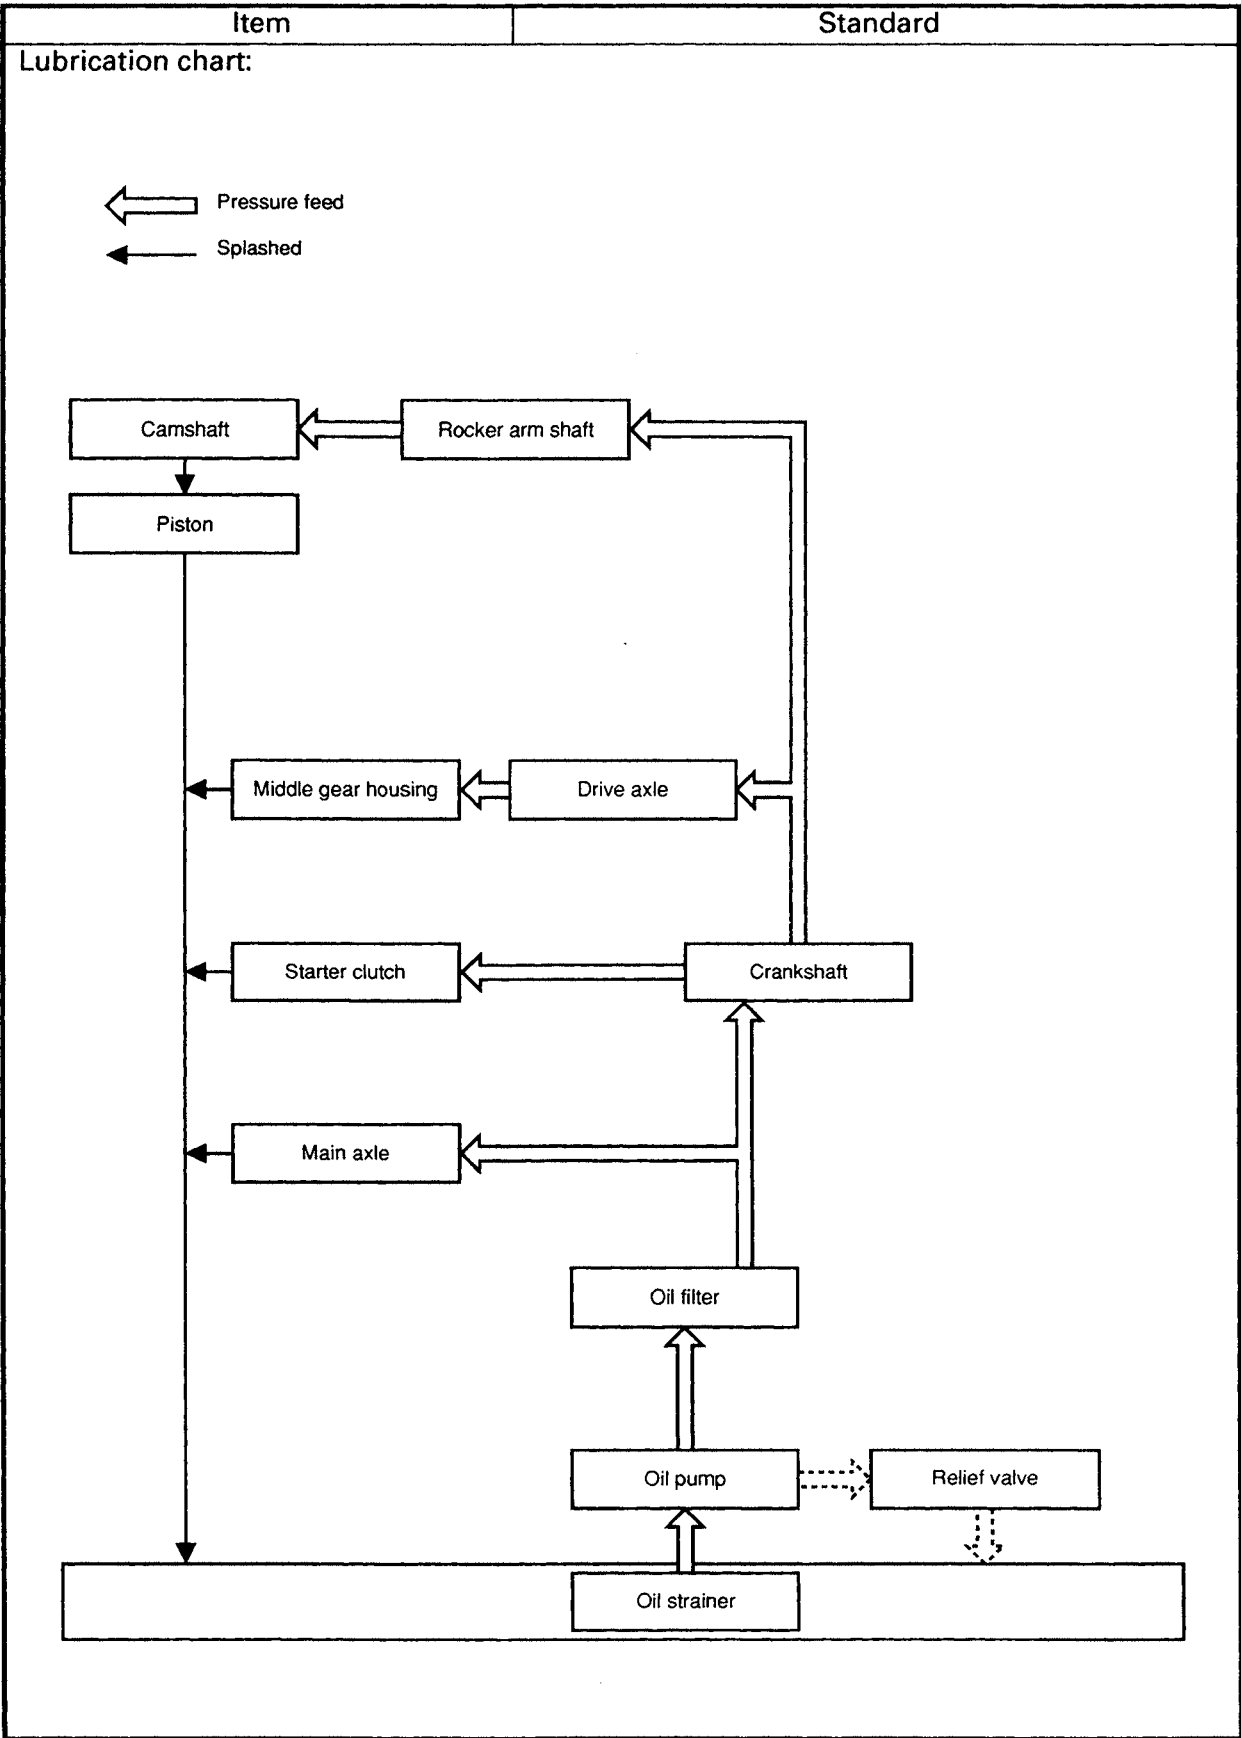 Item
Standard
Lubrication chart:
Pressure feed
Splashed
Camshaft
Rocker arm shaft
Piston
Middle gear housing
Drive axle
Starter clutch
Crankshaft
Main axle
Oil filter
Oil pump
Relief valve
Oil strainer